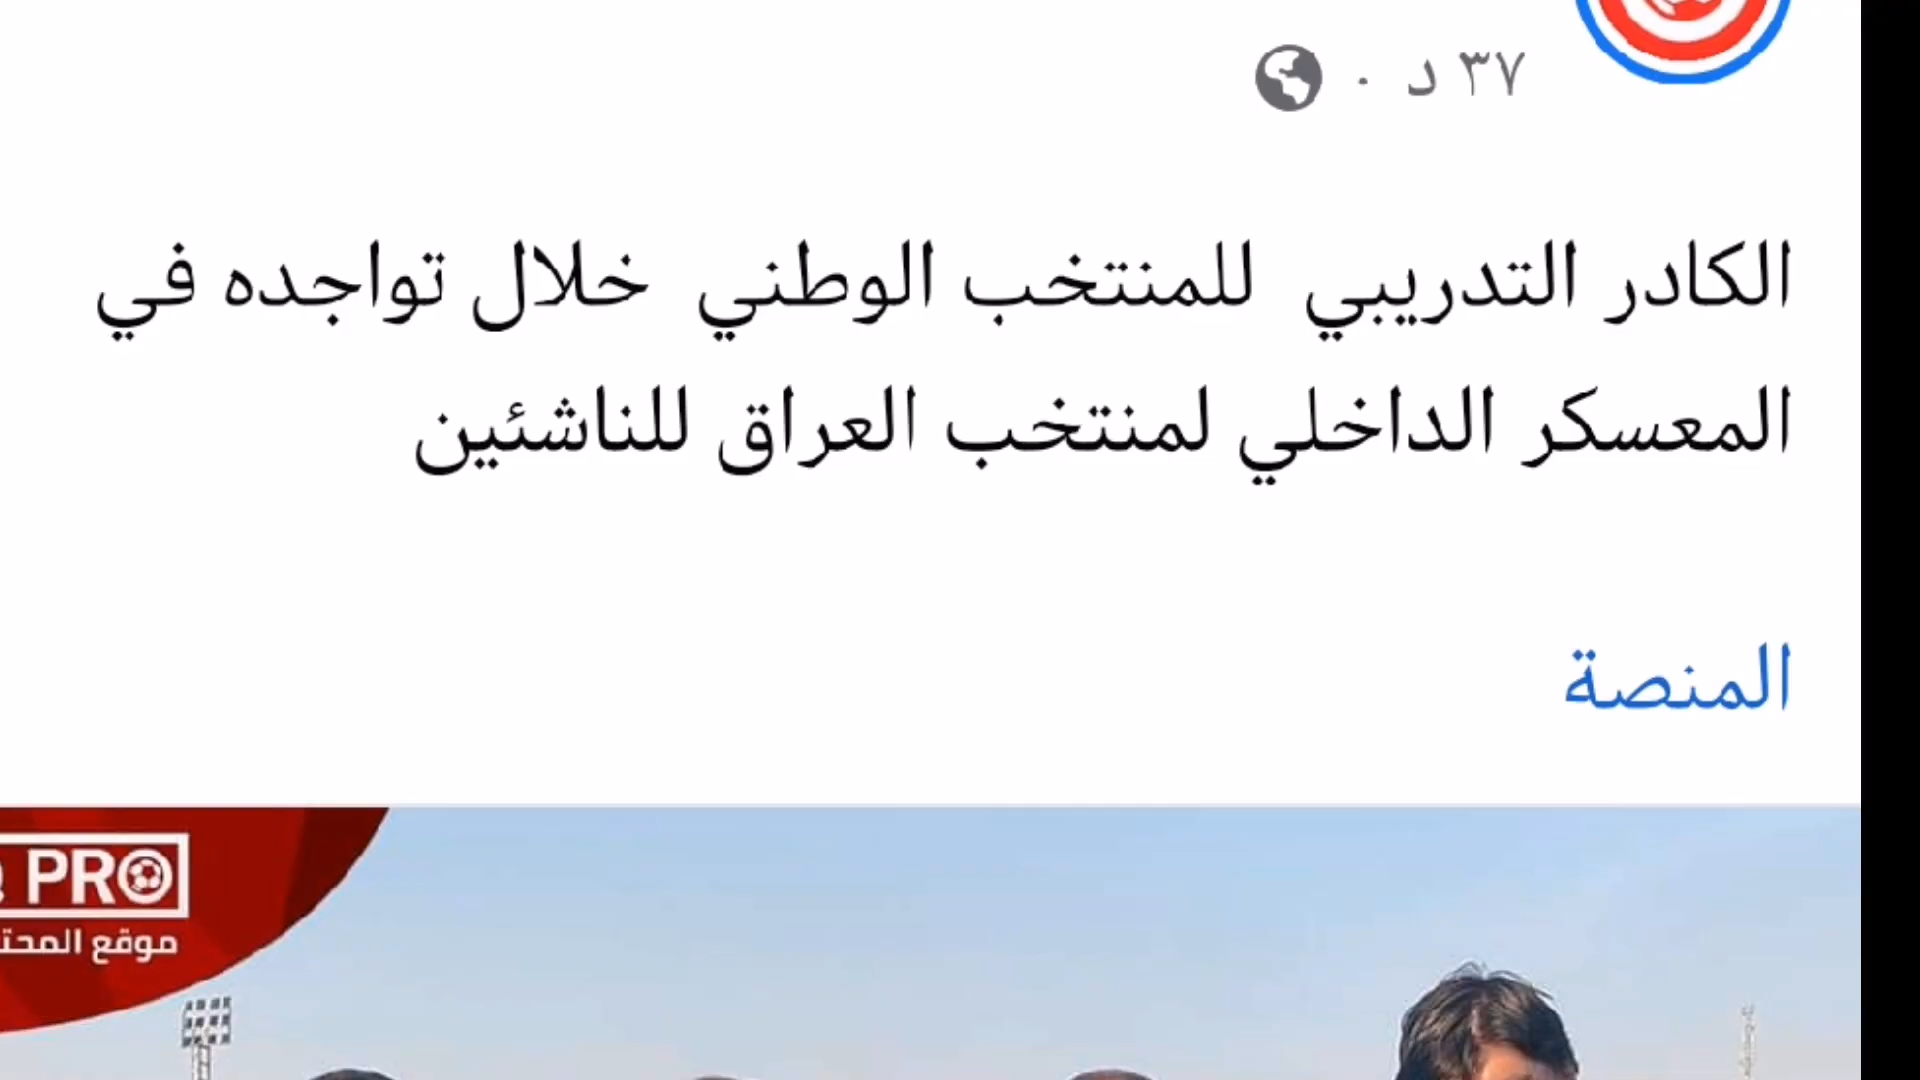 ٣٧ د ·
الكادر التدريبي للمنتخب الوطني خلال تواجده في
المعسكر الداخلي لمنتخب العراق للناشئين
المنصة
PRO
موقع